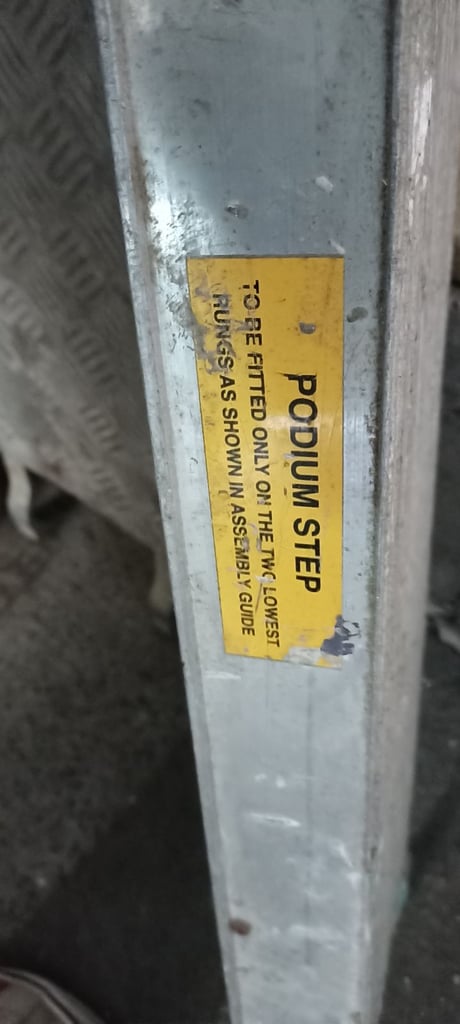 PODIUM STEP
TO BE FITTED ONLY ON THE TWO LOWEST
RUNGS AS SHOWN IN ASSEMBLY GUIDE